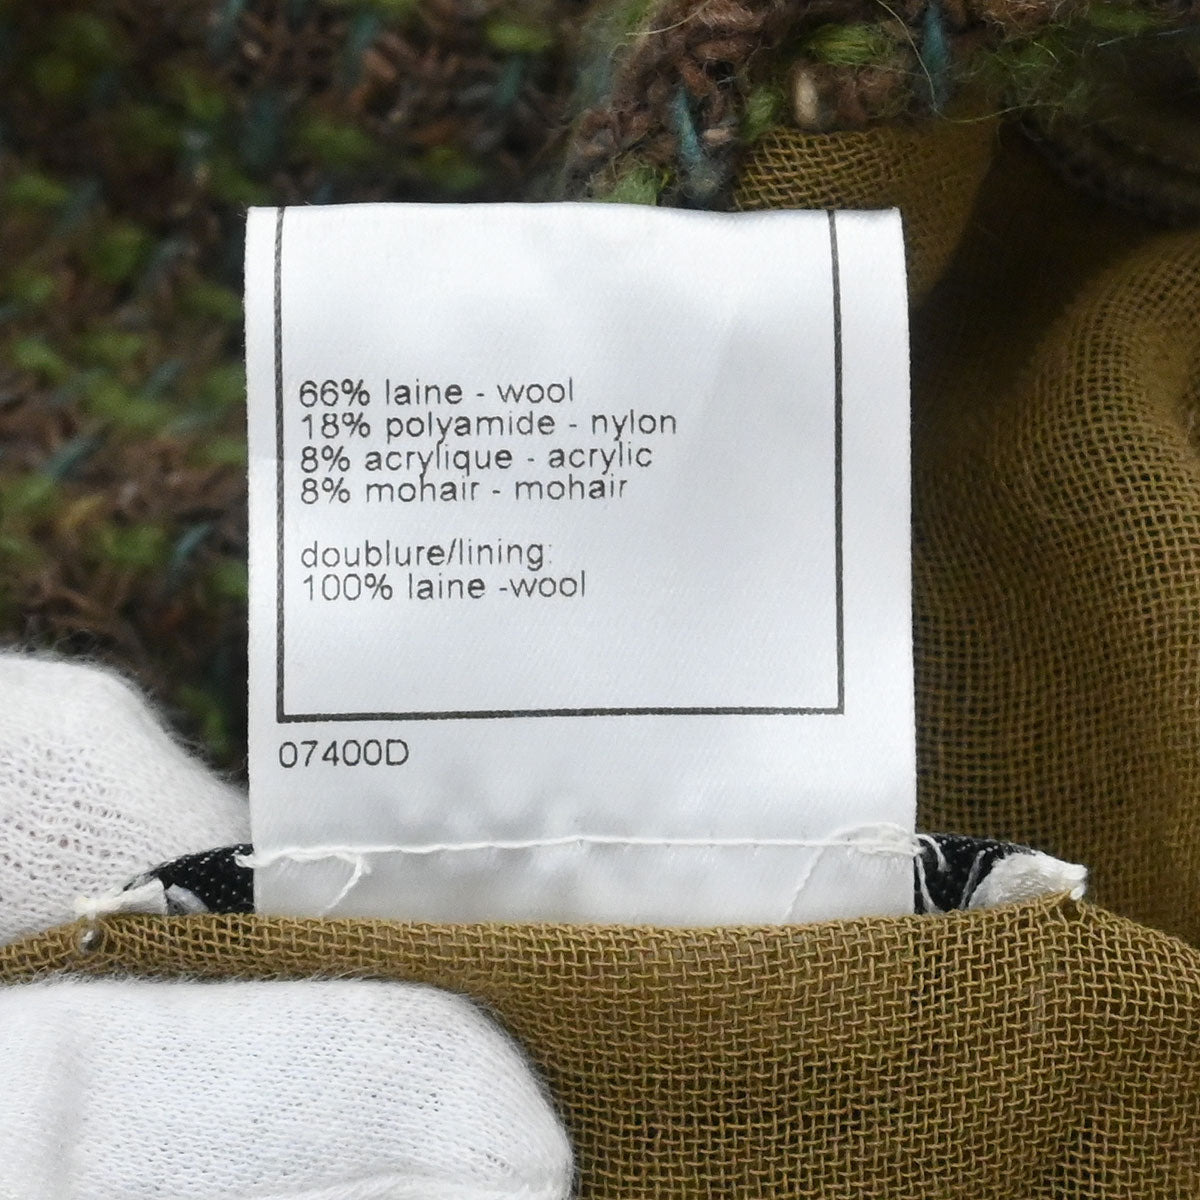 66% laine - wool
18% polyamide - nylon
8% acrylique - acrylic
8% mohair - mohair
doublure/lining:
100% laine -wool
07400D